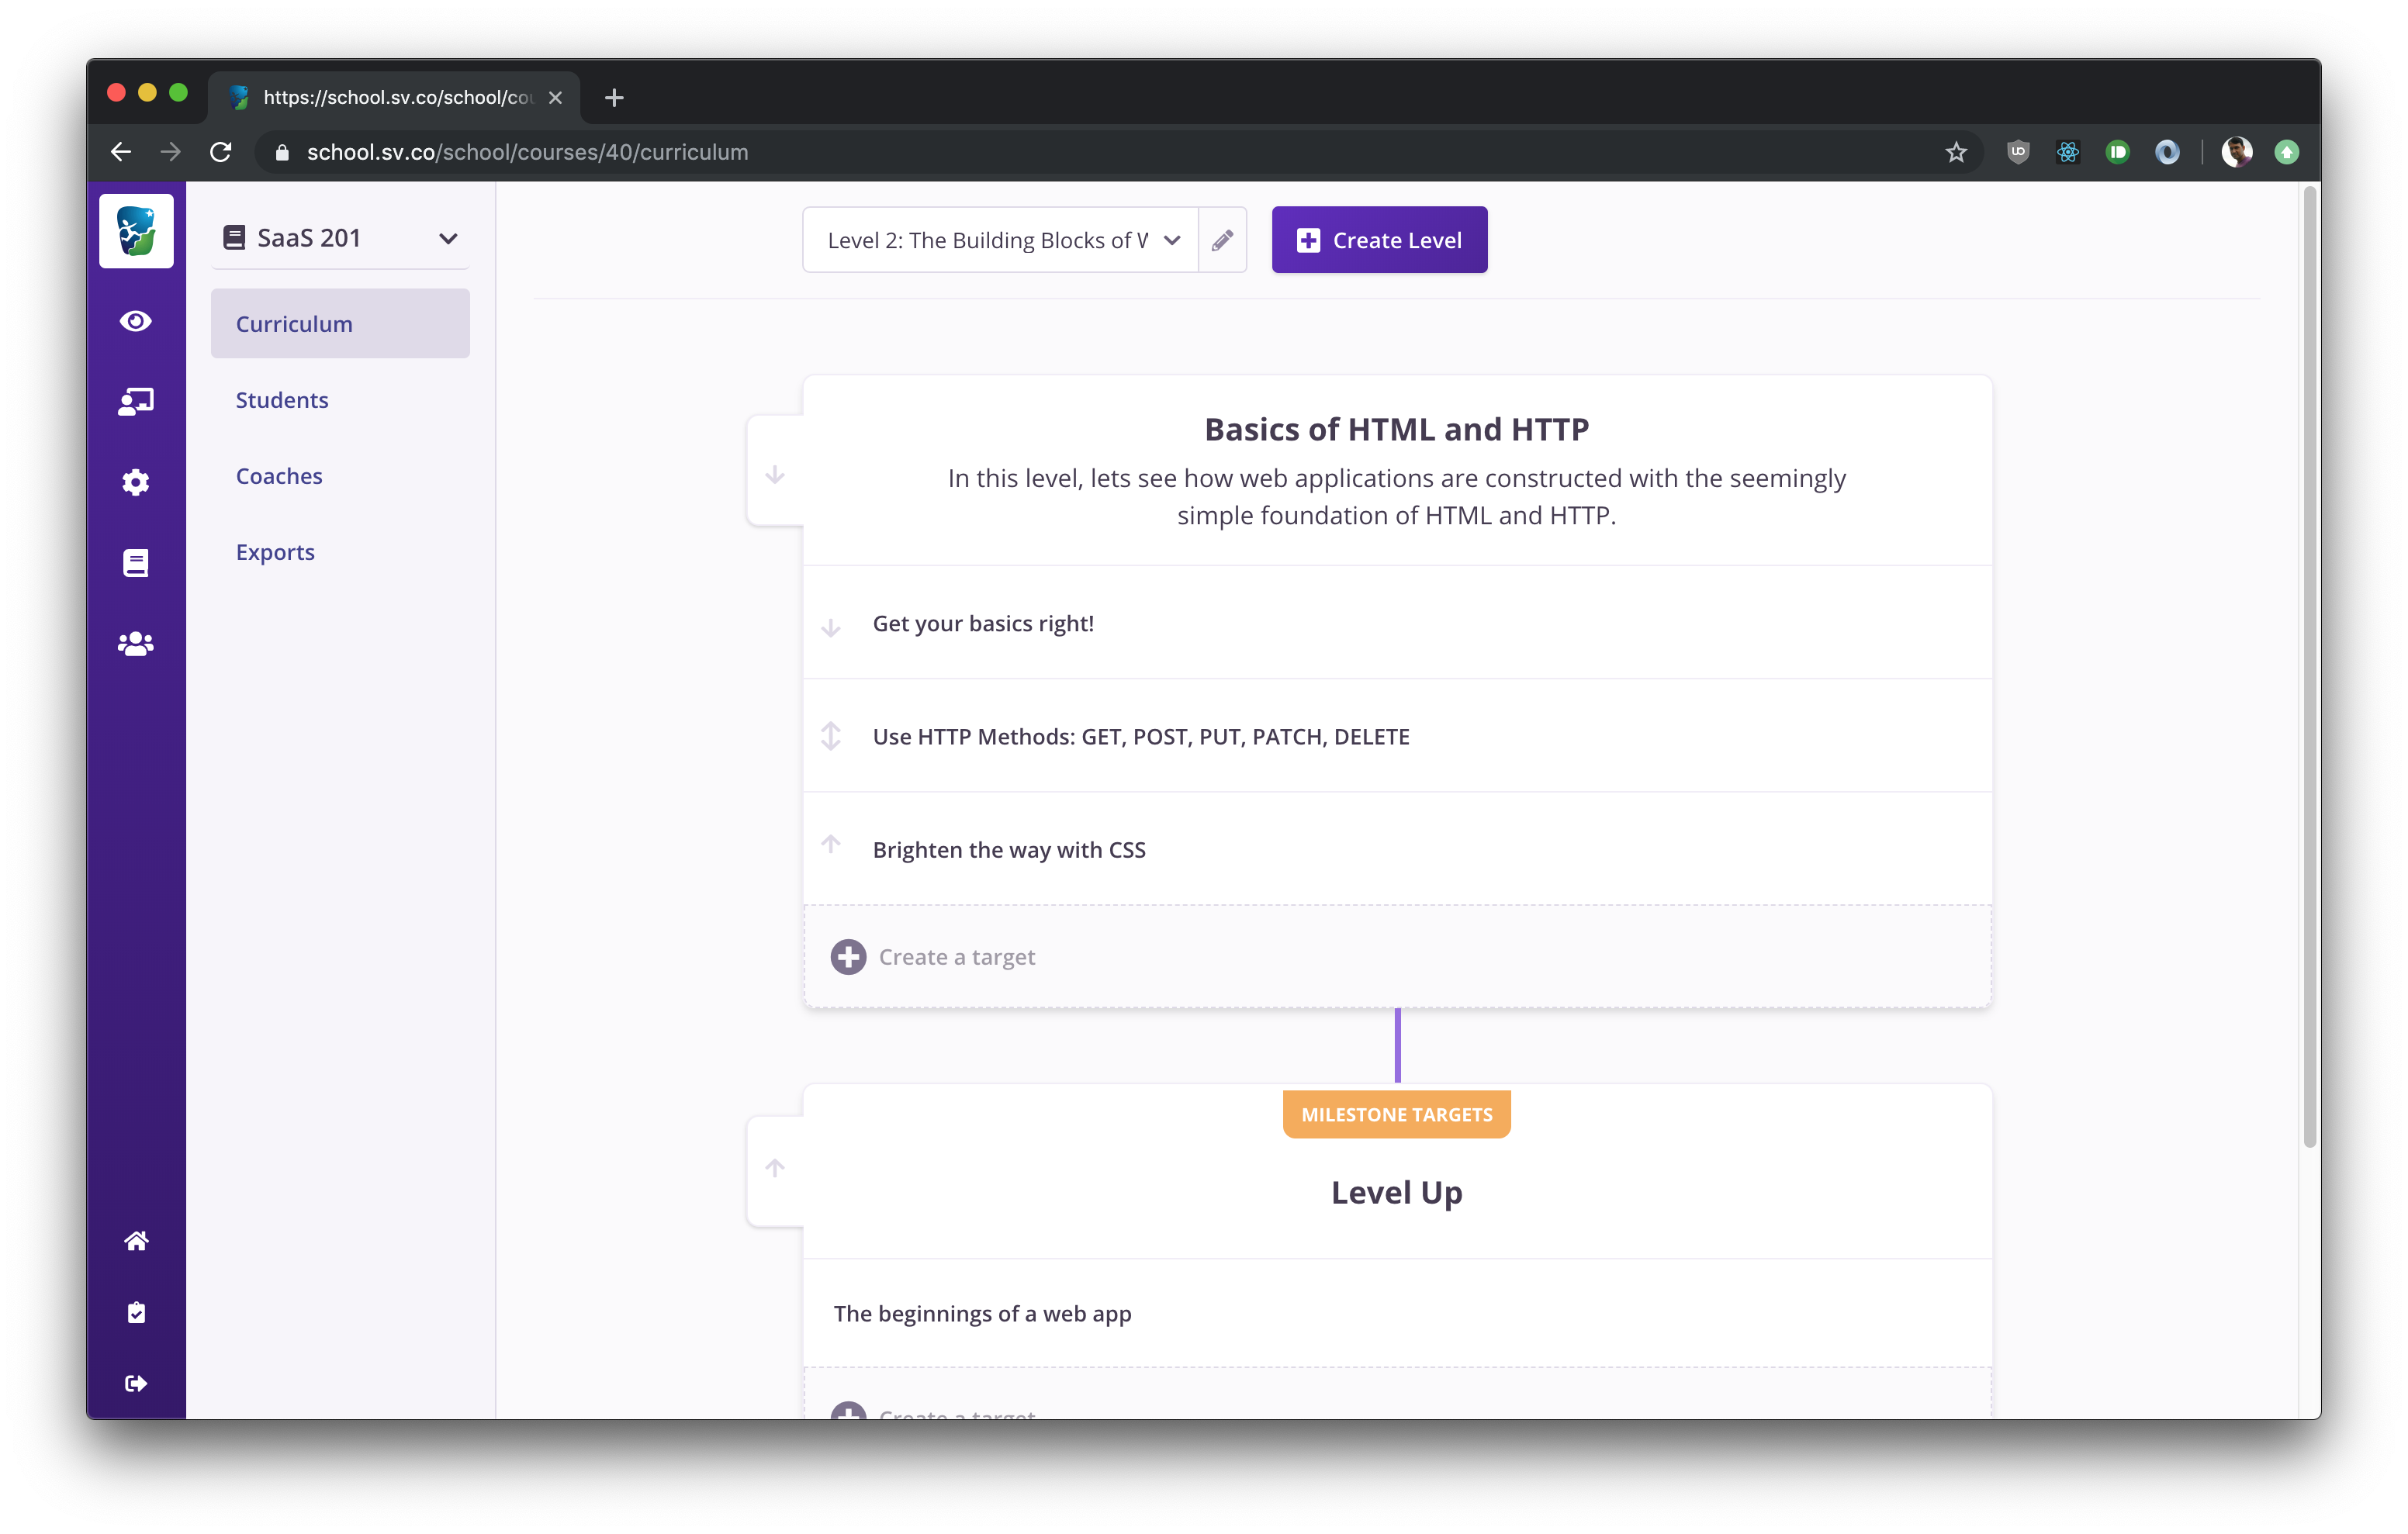 https://school.sv.co/school/co
school.sv.co/school/courses/40/curriculum
SaaS 201
Level 2: The Building Blocks of
Create Level
Curriculum
Students
Coaches
Exports
Basics of HTML and HTTP
In this level, lets see how web applications are constructed with the seemingly
simple foundation of HTML and HTTP.
Get your basics right!
Use HTTP Methods: GET, POST, PUT, PATCH, DELETE
Brighten the way with CSS
Create a target
MILESTONE TARGETS
Level Up
The beginnings of a web app
Create a target